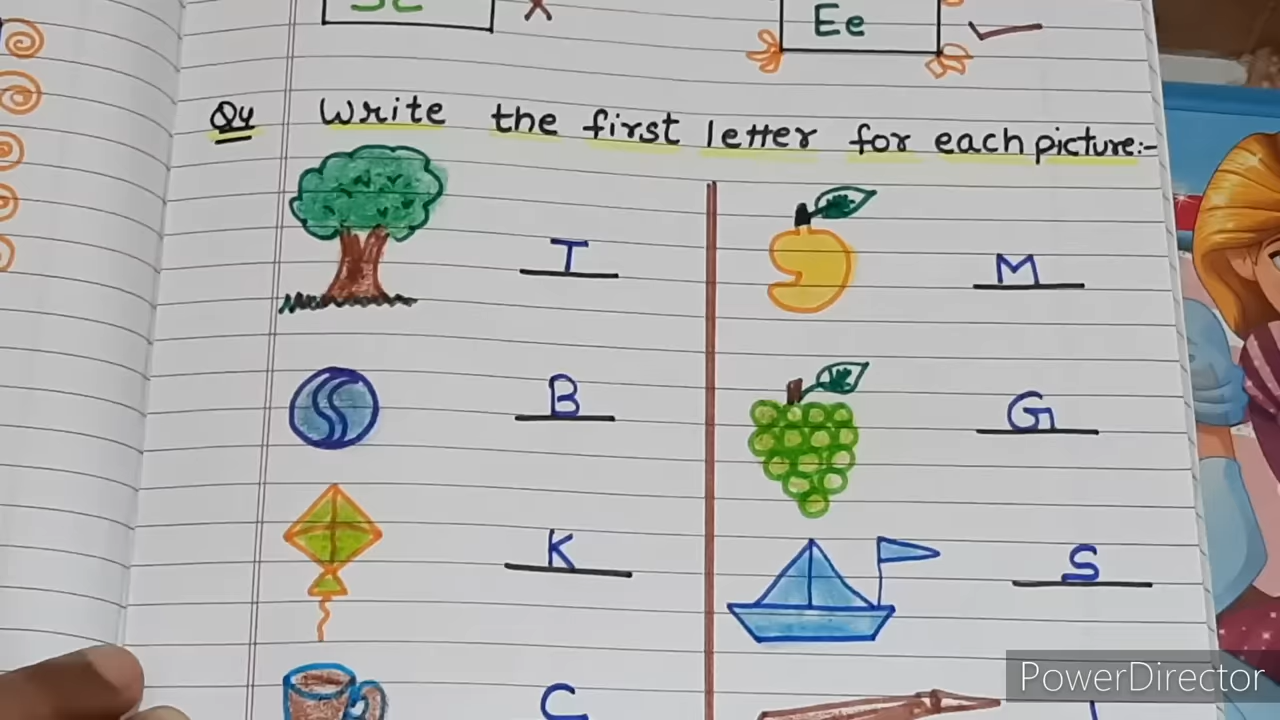 Ee
Q4 Write the first letter for each picture:-
T
M
B
G
K
S
C
PowerDirector